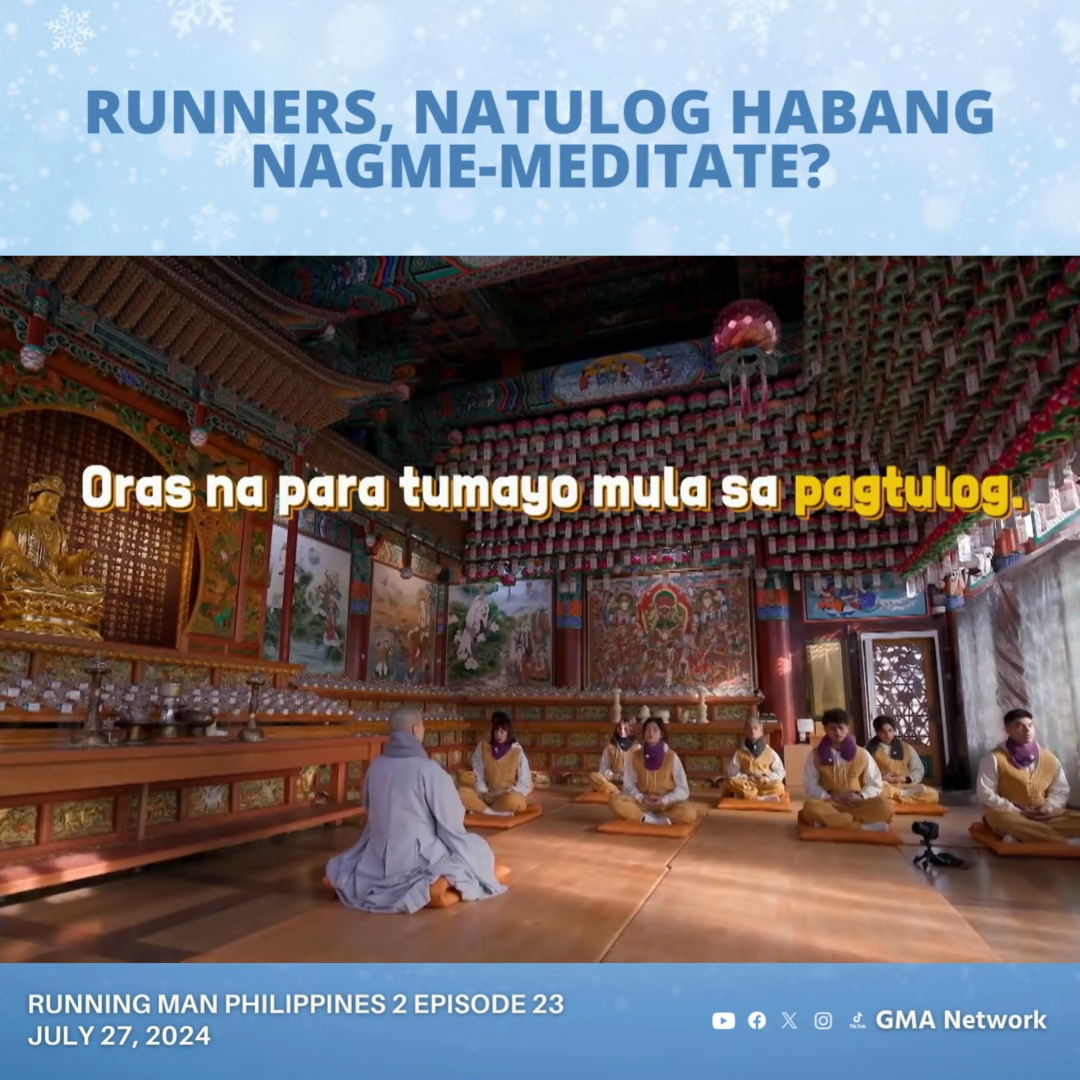 RUNNERS, NATULOG HABANG
NAGME-MEDITATE?
Oras na para tumayo mula sa pagtulog.
RUNNING MAN PHILIPPINES 2 EPISODE 23
JULY 27, 2024
GMA Network